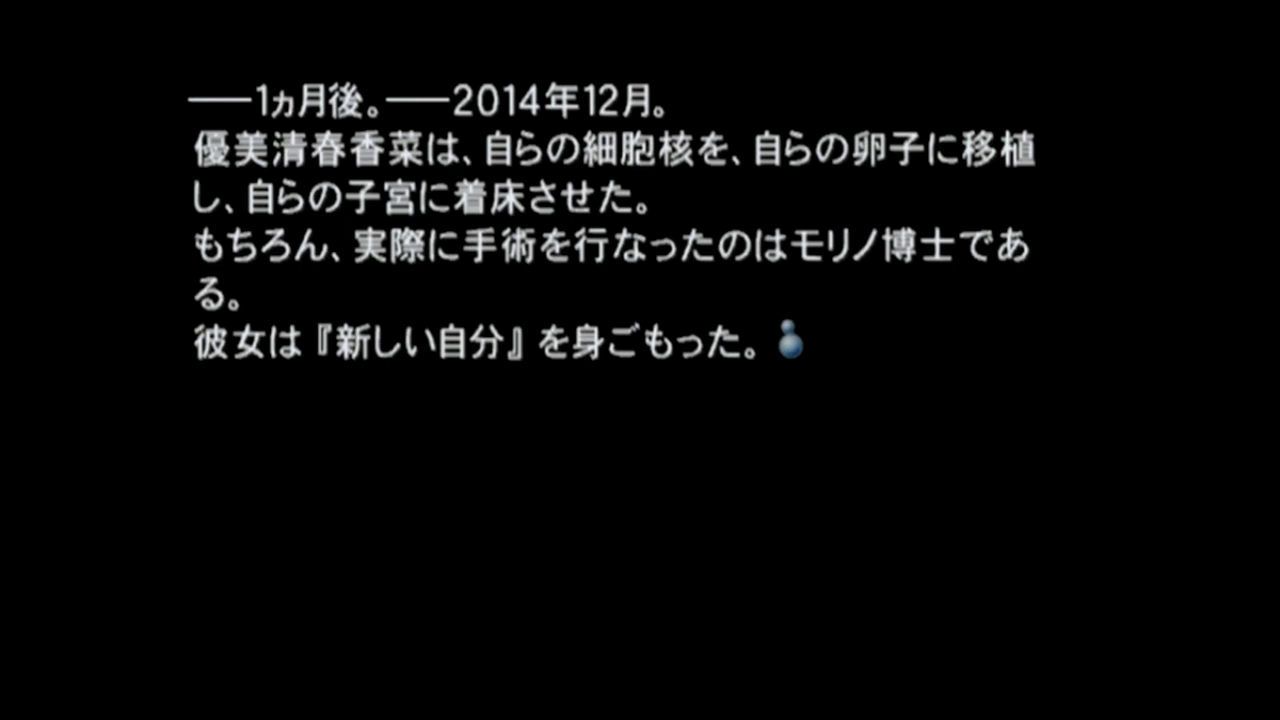 ――1ヵ月後。――2014年12月。
優美清春香菜は、自らの細胞核を、自らの卵子に移植
し、自らの子宮に着床させた。
もちろん、実際に手術を行なったのはモリノ博士であ
る。
彼女は『新しい自分』を身ごもった。